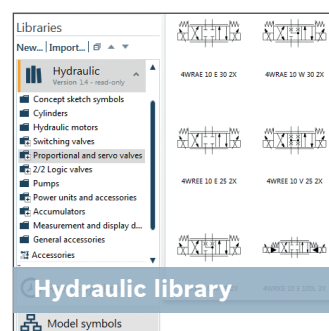 Libraries
New... Import...
Hydraulic
Version 1.4 - read-only
Concept sketch symbols
Cylinders
Hydraulic motors
Switching valves
Proportional and servo valves
2/2 Logic valves
Pumps
Power units and accessories
Accumulators
Measurement and display d...
General accessories
Accessories
4WRAE 10 E 30 2X
4WRAE 10 W 30 2X
4WREE 10 E 25 2X
4WREE 10 V 25 2X
Hydraulic library
Model symbols